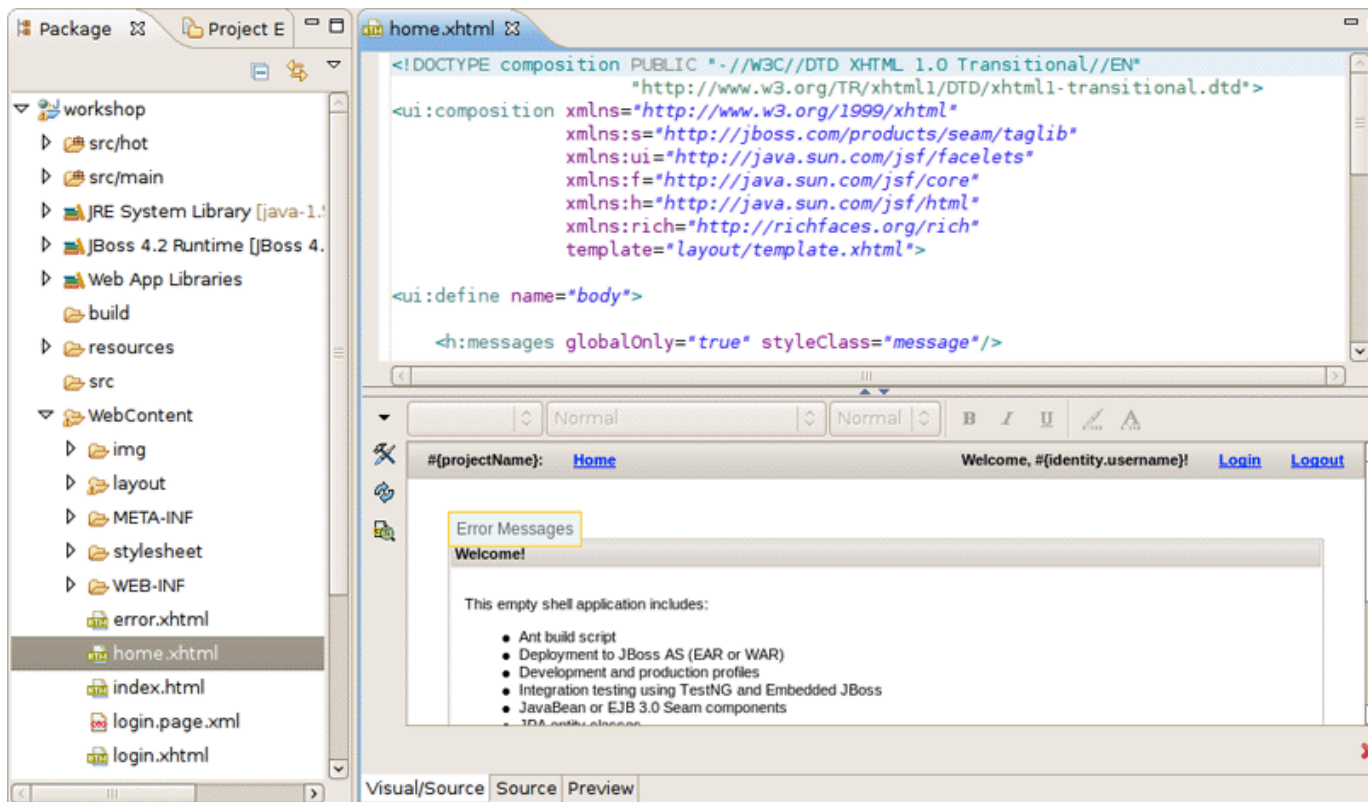 Package
Project E
workshop
src/hot
src/main
JRE System Library [java-1.
JBoss 4.2 Runtime [JBoss 4.
Web App Libraries
build
resources
src
WebContent
img
layout
META-INF
stylesheet
WEB-INF
error.xhtml
home.xhtml
index.html
login.page.xml
login.xhtml
home.xhtml
<!DOCTYPE composition PUBLIC "-//W3C//DTD XHTML 1.0 Transitional//EN"
"http://www.w3.org/TR/xhtml1/DTD/xhtml1-transitional.dtd">
<ui:composition xmlns="http://www.w3.org/1999/xhtml"
xmlns:s="http://jboss.com/products/seam/taglib"
xmlns:ui="http://java.sun.com/jsf/facelets"
xmlns:f="http://java.sun.com/jsf/core"
xmlns:h="http://java.sun.com/jsf/html"
xmlns:rich="http://richfaces.org/rich"
template="layout/template.xhtml">
<ui:define name="body">
<h:messages globalOnly="true" styleClass="message"/>
Normal Normal B I U A
#{projectName}: Home Welcome, #{identity.username}! Login Logout
Error Messages
Welcome!
This empty shell application includes:
● Ant build script
● Deployment to JBoss AS (EAR or WAR)
● Development and production profiles
● Integration testing using TestNG and Embedded JBoss
● JavaBean or EJB 3.0 Seam components
JPA entity classes
Visual/Source Source Preview